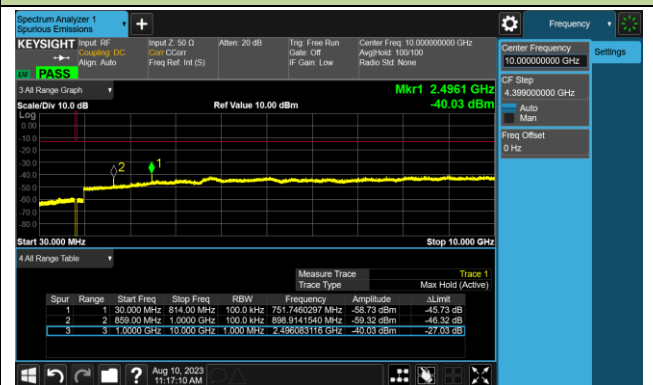 Spectrum Analyzer 1
Spurious Emissions
Frequency
KEYSIGHT Input: RF
Coupling: DC
Align: Auto
Input Z: 50 Ω
Corr CCorr
Freq Ref: Int (S)
Atten: 20 dB
Trig: Free Run
Gate: Off
IF Gain: Low
Center Freq: 10.000000000 GHz
Avg|Hold: 100/100
Radio Std: None
PASS
3 All Range Graph
Mkr1 2.4961 GHz
Scale/Div 10.0 dB
Ref Value 10.00 dBm
-40.03 dBm
Log
0.00
-10.0
-20.0
-30.0
-40.0
-50.0
-60.0
-70.0
-80.0
2
1
Start 30.000 MHz
Stop 10.000 GHz
4 All Range Table
Measure Trace Trace 1
Trace Type Max Hold (Active)
Spur Range Start Freq Stop Freq RBW Frequency Amplitude ΔLimit
1 1 30.000 MHz 814.00 MHz 100.0 kHz 751.7460297 MHz -58.73 dBm -45.73 dB
2 2 859.00 MHz 1.0000 GHz 100.0 kHz 898.9141540 MHz -59.32 dBm -46.32 dB
3 3 1.0000 GHz 10.000 GHz 1.000 MHz 2.496083116 GHz -40.03 dBm -27.03 dB
Aug 10, 2023
11:17:10 AM
Center Frequency
10.000000000 GHz
Settings
CF Step
4.399000000 GHz
Auto
Man
Freq Offset
0 Hz